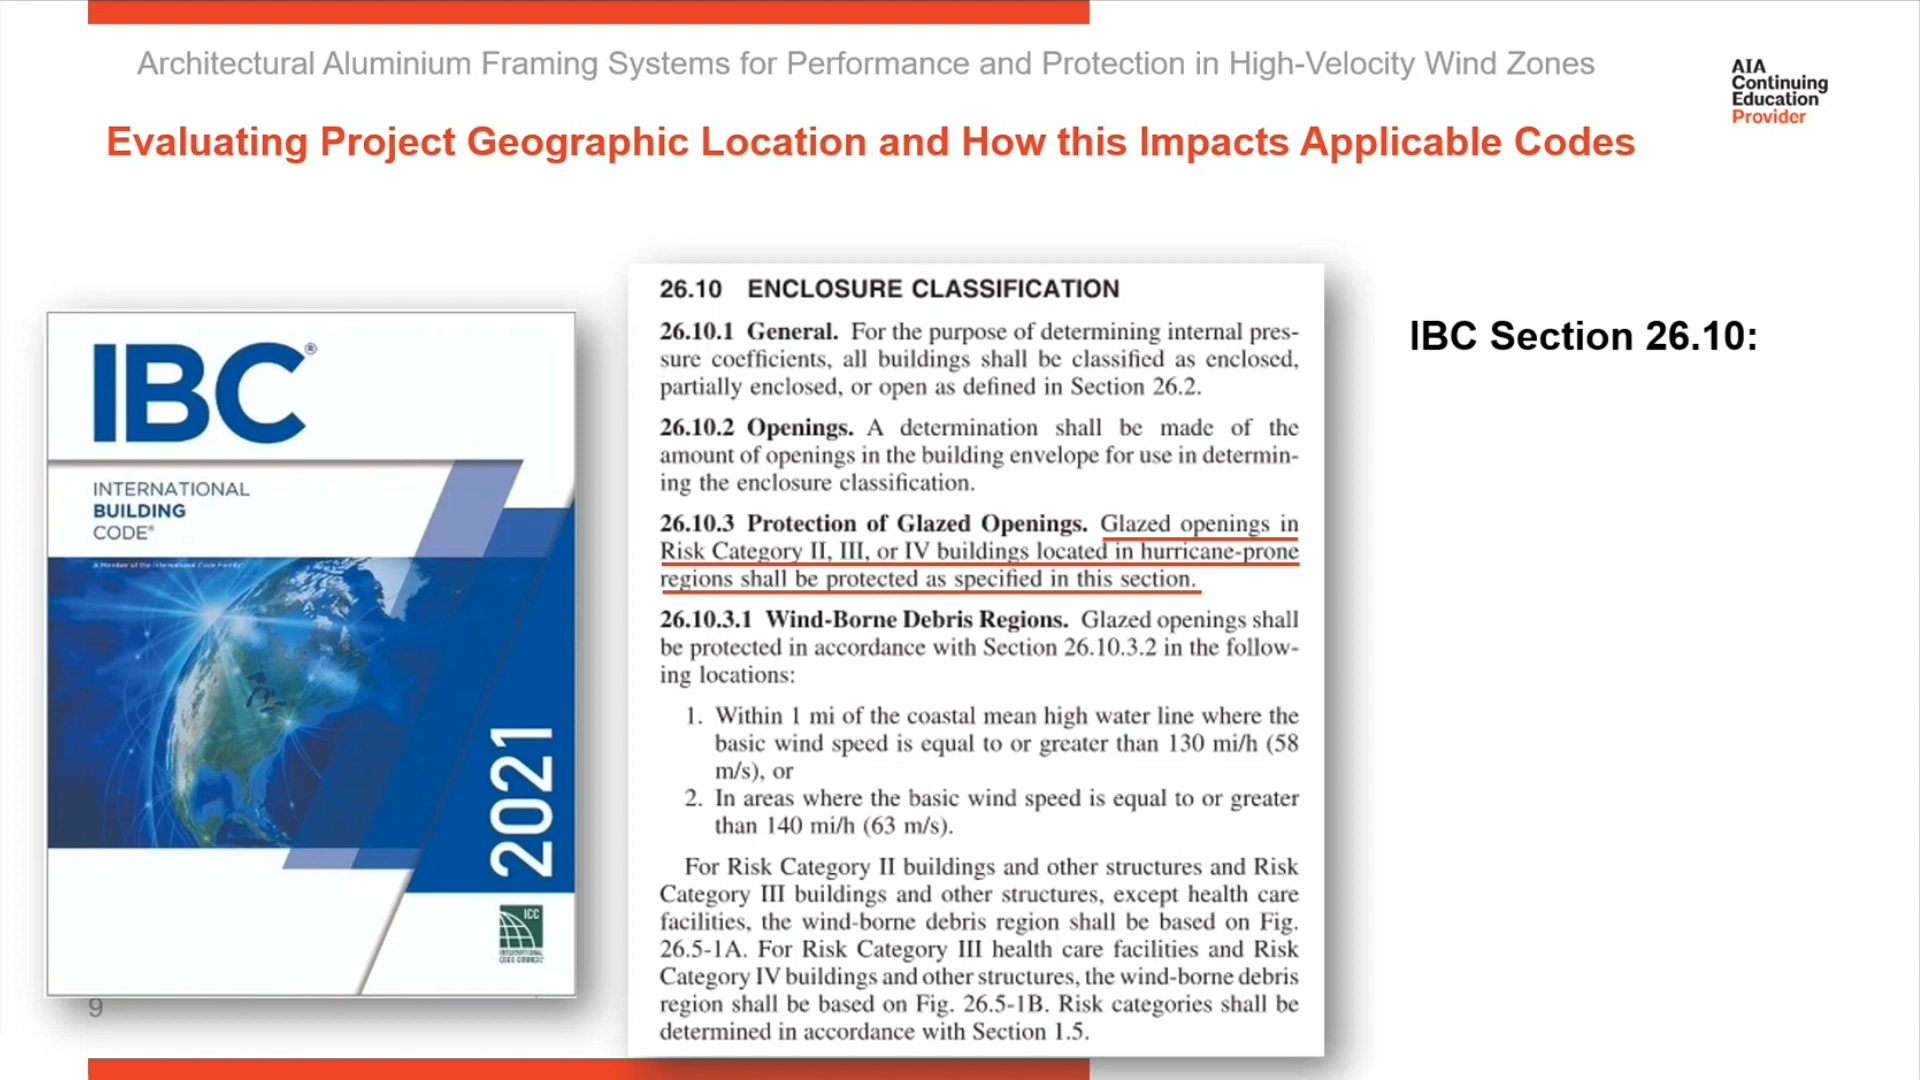 Architectural Aluminium Framing Systems for Performance and Protection in High-Velocity Wind Zones
AIA
Continuing
Education
Provider
Evaluating Project Geographic Location and How this Impacts Applicable Codes
IBC®
INTERNATIONAL
BUILDING
CODE®
A Member of the International Code Family®
2021
ICC
INTERNATIONAL
CODE COUNCIL
9
26.10 ENCLOSURE CLASSIFICATION
26.10.1 General. For the purpose of determining internal pres-
sure coefficients, all buildings shall be classified as enclosed,
partially enclosed, or open as defined in Section 26.2.
26.10.2 Openings. A determination shall be made of the
amount of openings in the building envelope for use in determin-
ing the enclosure classification.
26.10.3 Protection of Glazed Openings. Glazed openings in
Risk Category II, III, or IV buildings located in hurricane-prone
regions shall be protected as specified in this section.
26.10.3.1 Wind-Borne Debris Regions. Glazed openings shall
be protected in accordance with Section 26.10.3.2 in the follow-
ing locations:
1. Within 1 mi of the coastal mean high water line where the
basic wind speed is equal to or greater than 130 mi/h (58
m/s), or
2. In areas where the basic wind speed is equal to or greater
than 140 mi/h (63 m/s).
For Risk Category II buildings and other structures and Risk
Category III buildings and other structures, except health care
facilities, the wind-borne debris region shall be based on Fig.
26.5-1A. For Risk Category III health care facilities and Risk
Category IV buildings and other structures, the wind-borne debris
region shall be based on Fig. 26.5-1B. Risk categories shall be
determined in accordance with Section 1.5.
IBC Section 26.10: